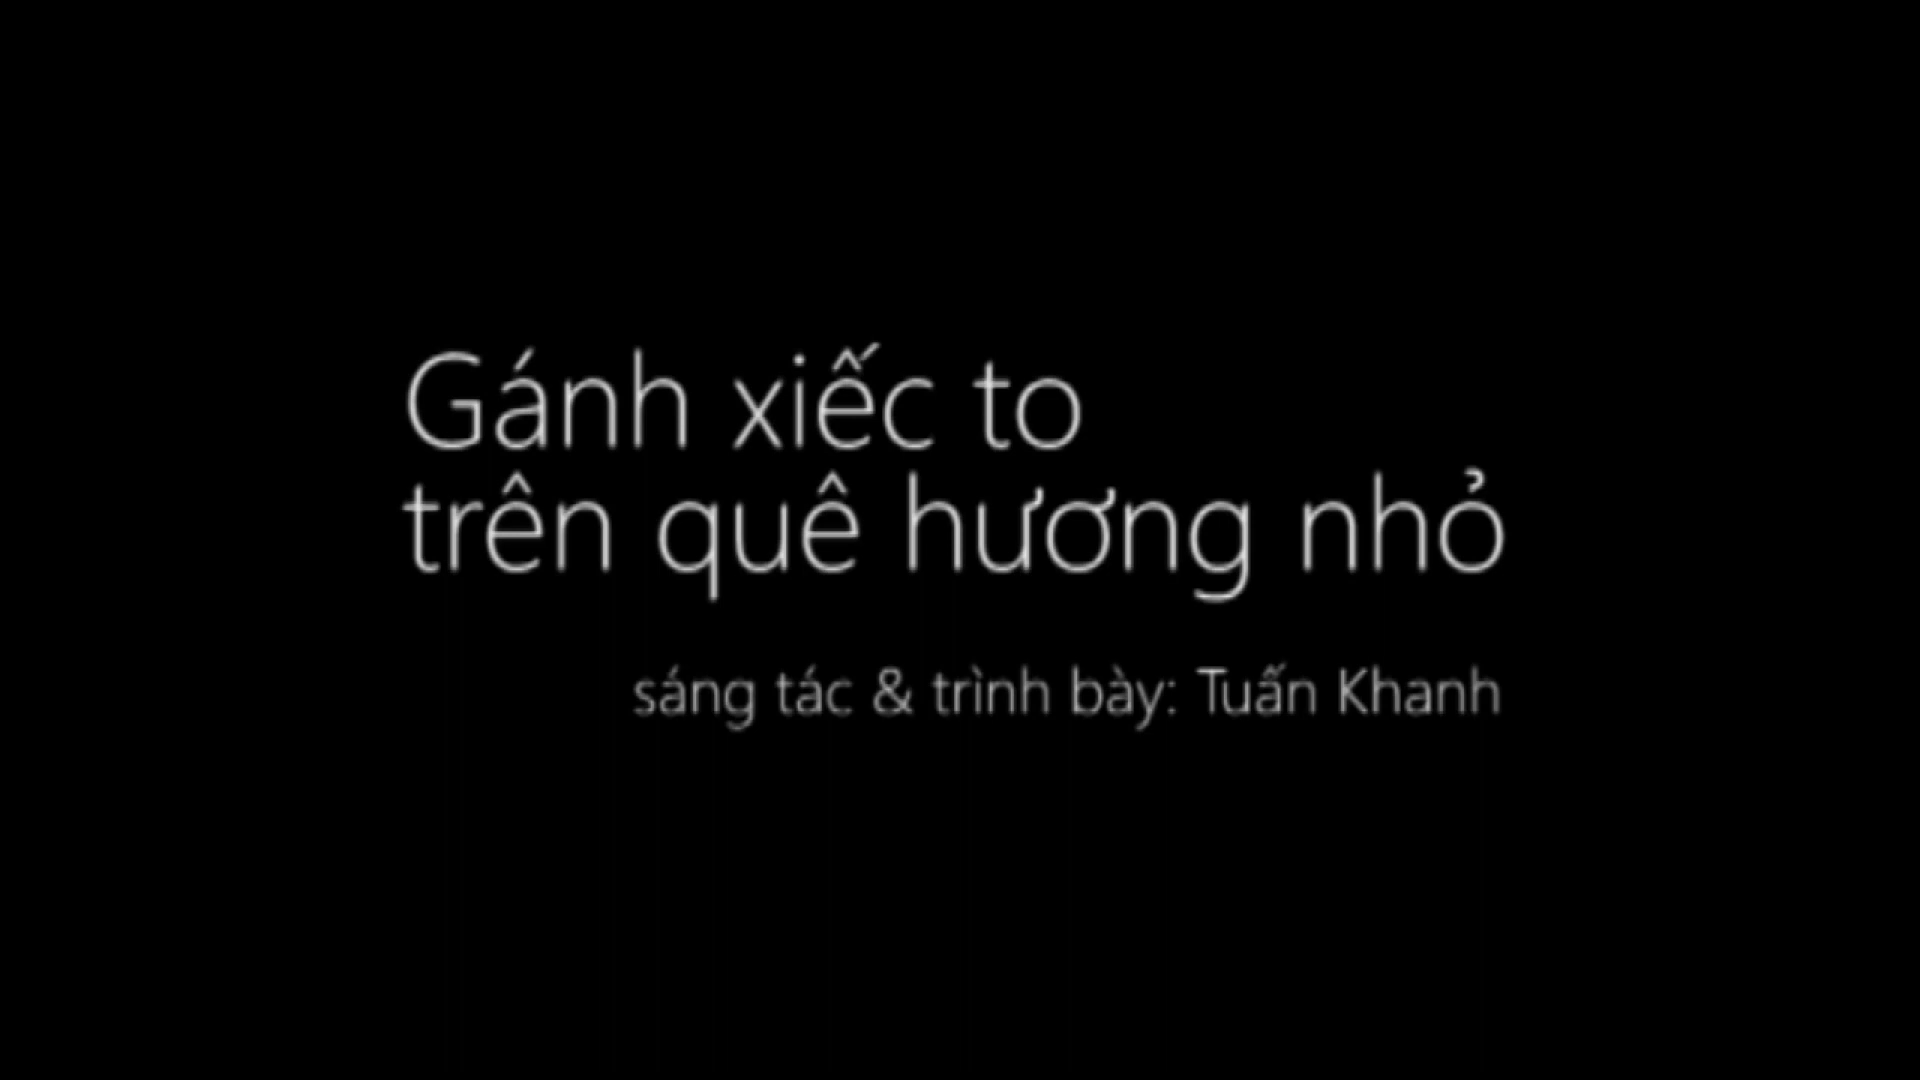 Gánh xiếc to
trên quê hương nhỏ
sáng tác & trình bày: Tuấn Khanh